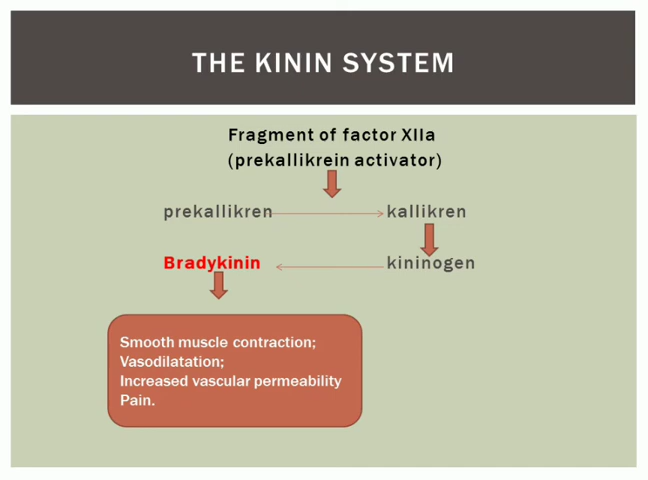 THE KININ SYSTEM
Fragment of factor XIIa
(prekallikrein activator)
prekallikren kallikren
Bradykinin kininogen
Smooth muscle contraction;
Vasodilatation;
Increased vascular permeability
Pain.